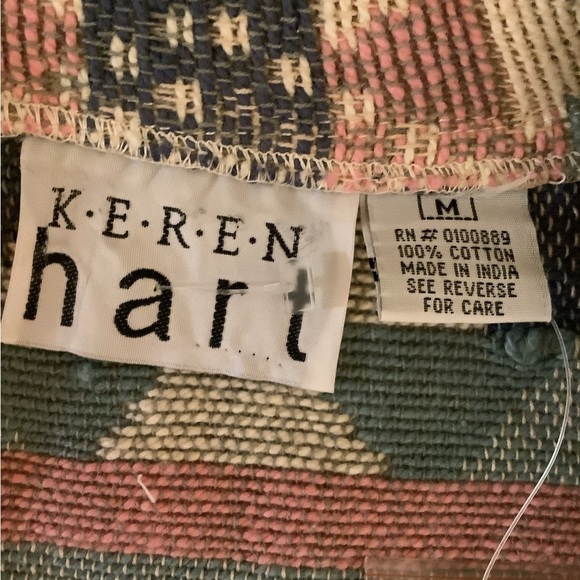 K·E·R·E·N
hart
M
RN # 0100889
100% COTTON
MADE IN INDIA
SEE REVERSE
FOR CARE